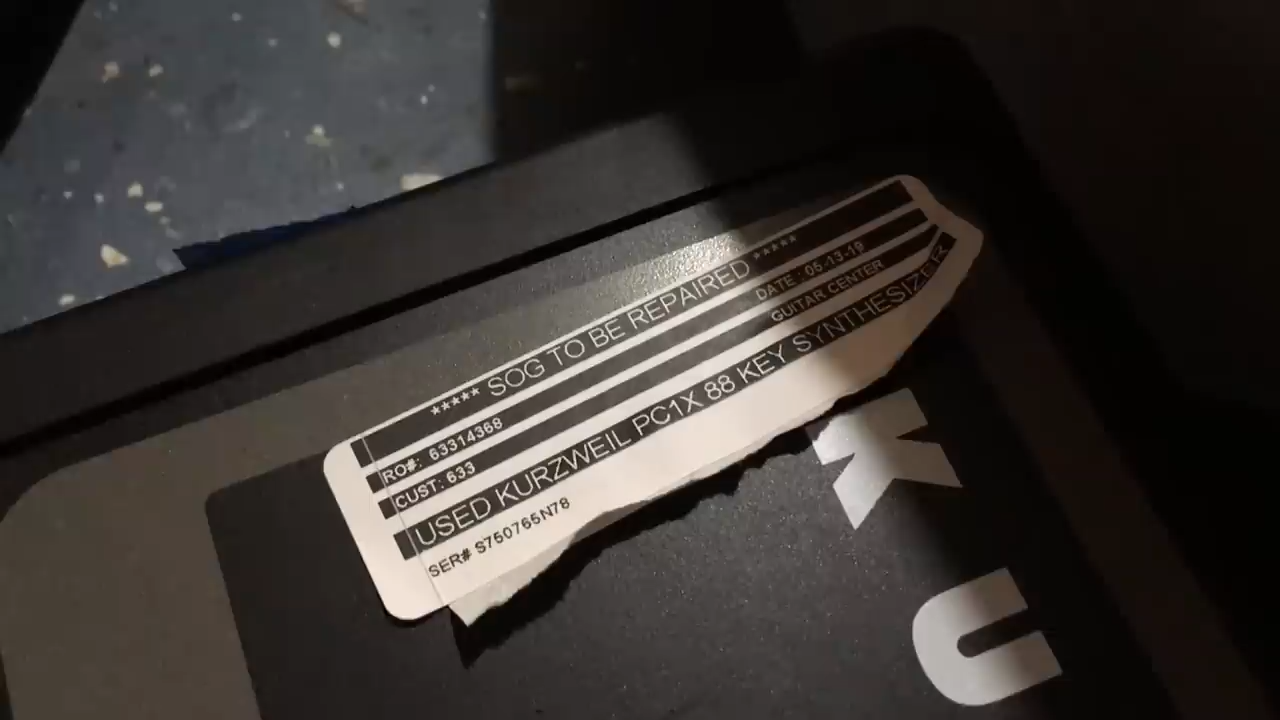 ***** SOG TO BE REPAIRED *****
RO#: 63314368 DATE : 05-13-19
CUST: 633 GUITAR CENTER
USED KURZWEIL PC1X 88 KEY SYNTHESIZER
SER# S750765N78
KU